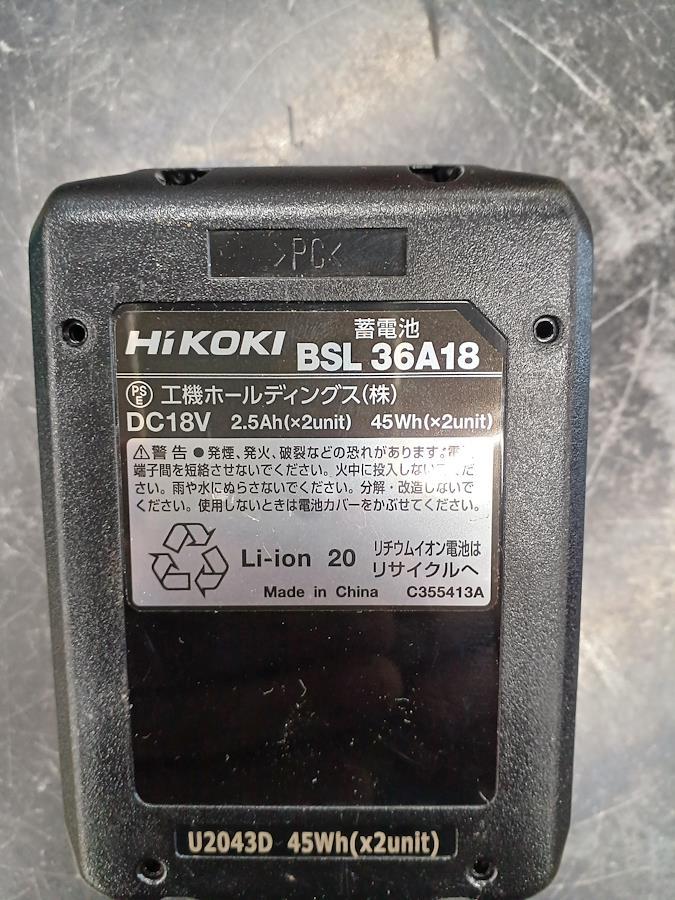 >PC<
HiKOKI 蓄電池
BSL 36A18
PSE 工機ホールディングス(株)
DC18V 2.5Ah(×2unit) 45Wh(×2unit)
⚠警告 ●発煙、発火、破裂などの恐れがあります。電
端子間を短絡させないでください。火中に投入しないでくだ
さい。雨や水にぬらさないでください。分解・改造しないで
ください。使用しないときは電池カバーをかぶせてください。
Li-ion 20 リチウムイオン電池は
リサイクルへ
Made in China C355413A
U2043D 45Wh(x2unit)